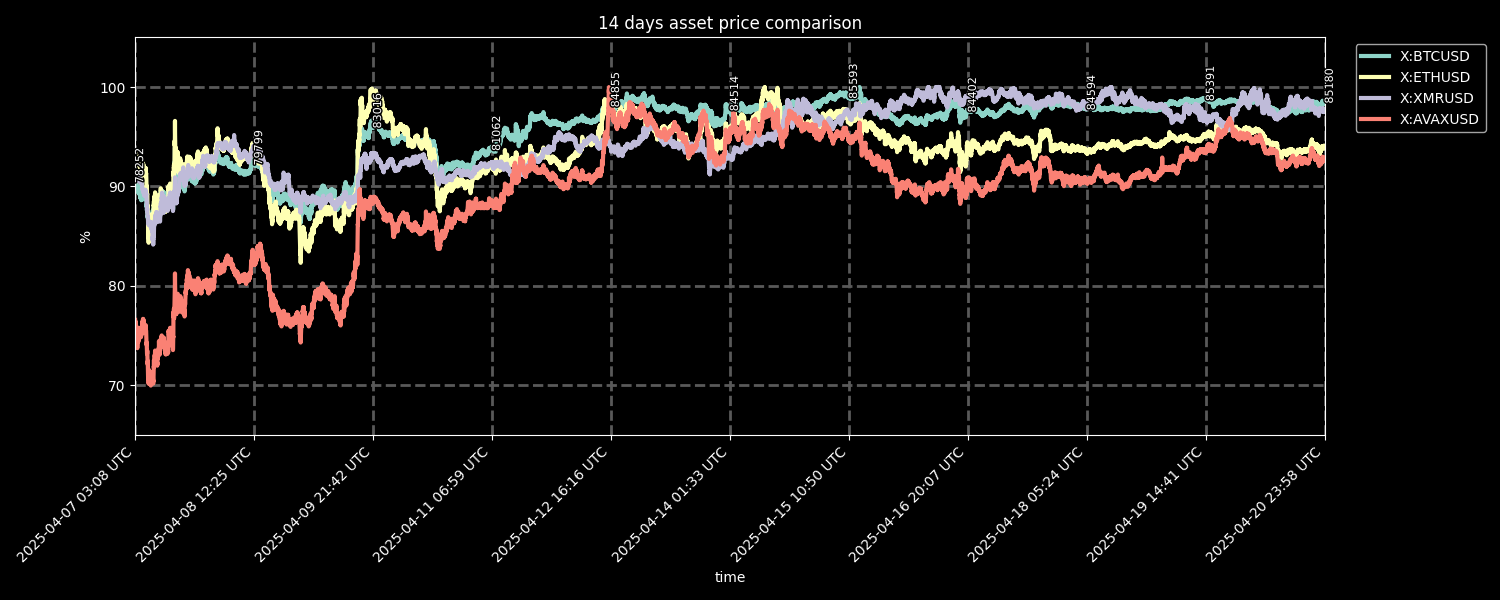 14 days asset price comparison
X:BTCUSD
X:ETHUSD
X:XMRUSD
X:AVAXUSD
100
90
80
70
%
78252
79799
83016
81062
84855
84514
85593
84402
84594
85391
85180
2025-04-07 03:08 UTC
2025-04-08 12:25 UTC
2025-04-09 21:42 UTC
2025-04-11 06:59 UTC
2025-04-12 16:16 UTC
2025-04-14 01:33 UTC
2025-04-15 10:50 UTC
2025-04-16 20:07 UTC
2025-04-18 05:24 UTC
2025-04-19 14:41 UTC
2025-04-20 23:58 UTC
time